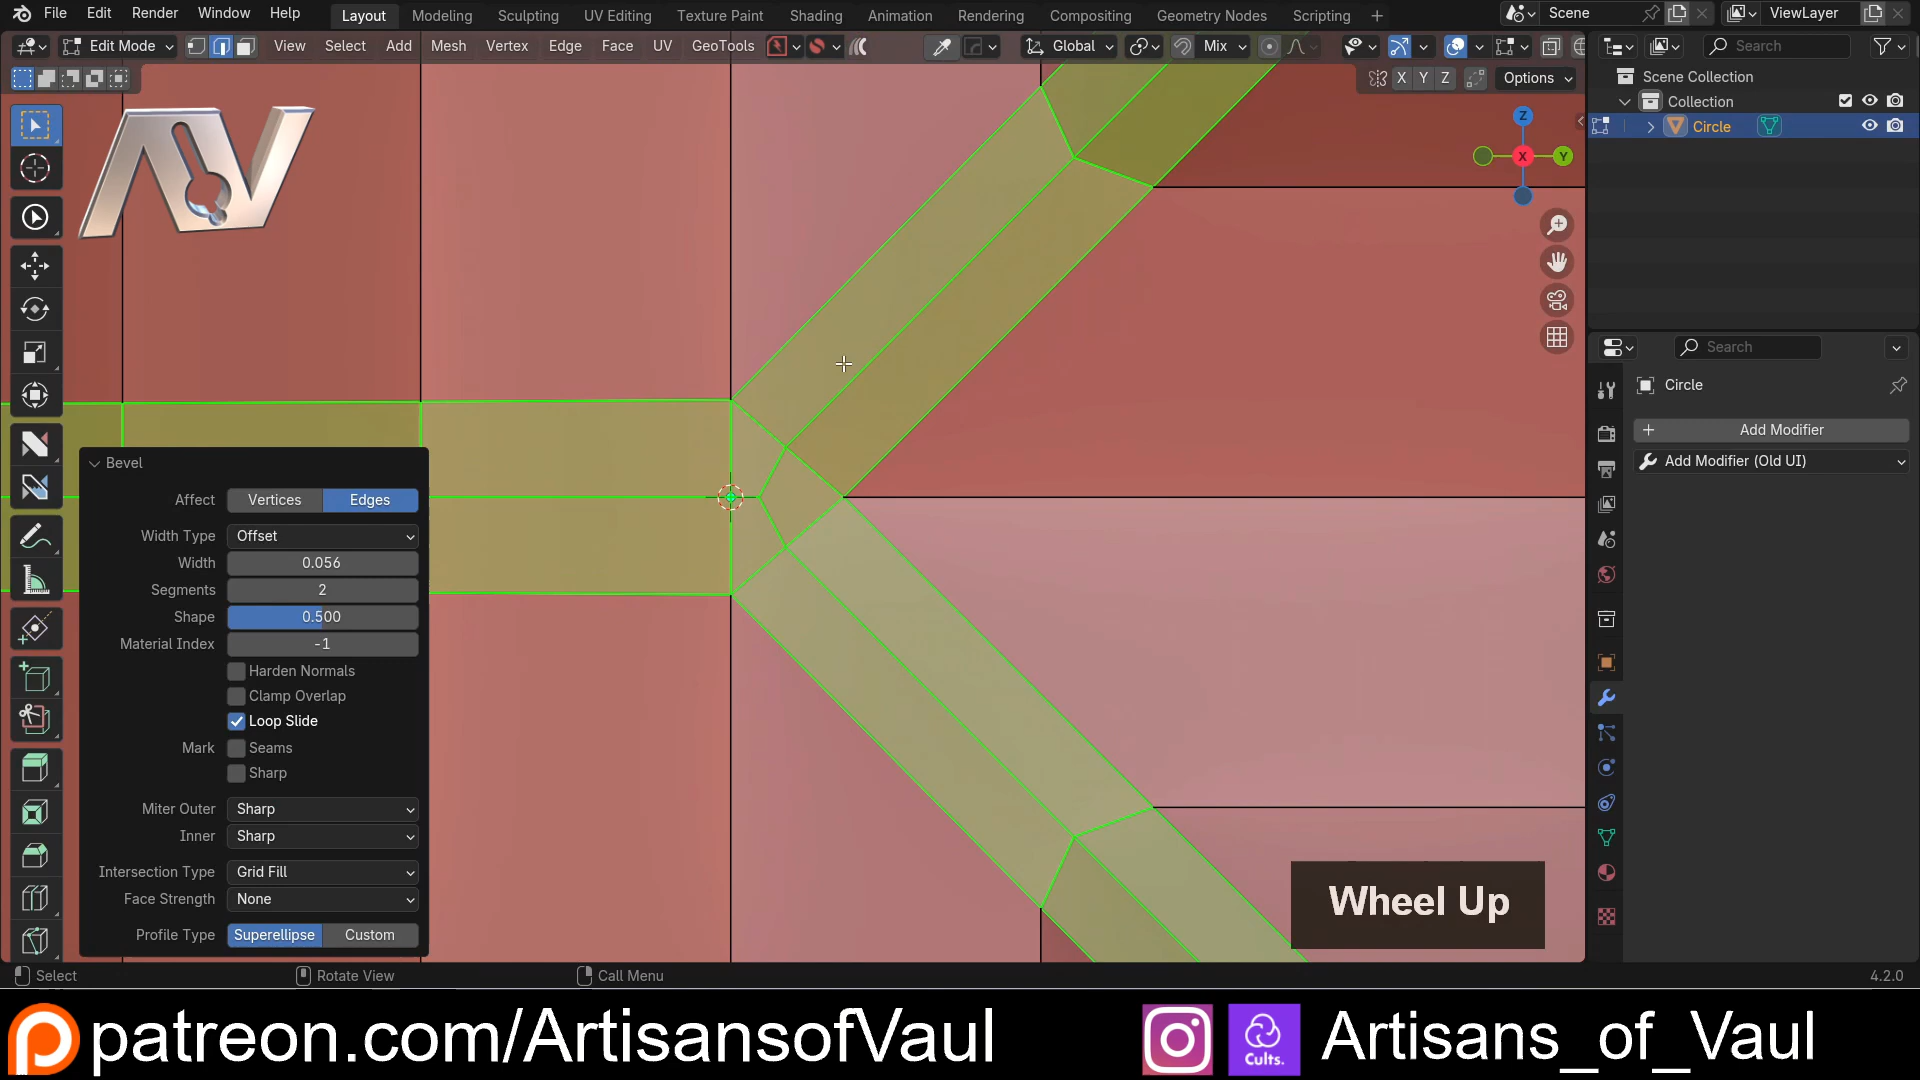 File Edit Render Window Help Layout Modeling Sculpting UV Editing Texture Paint Shading Animation Rendering Compositing Geometry Nodes Scripting + Scene ViewLayer
Edit Mode View Select Add Mesh Vertex Edge Face UV GeoTools Global Mix Search
X Y Z Options
Scene Collection
Collection
Circle
Z
X
Y
AV
Search
Circle
+ Add Modifier
Add Modifier (Old UI)
Bevel
Affect Vertices Edges
Width Type Offset
Width 0.056
Segments 2
Shape 0.500
Material Index -1
Harden Normals
Clamp Overlap
Loop Slide
Mark Seams
Sharp
Miter Outer Sharp
Inner Sharp
Intersection Type Grid Fill
Face Strength None
Profile Type Superellipse Custom
Wheel Up
Select Rotate View Call Menu 4.2.0
patreon.com/ArtisansofVaul Cults. Artisans_of_Vaul